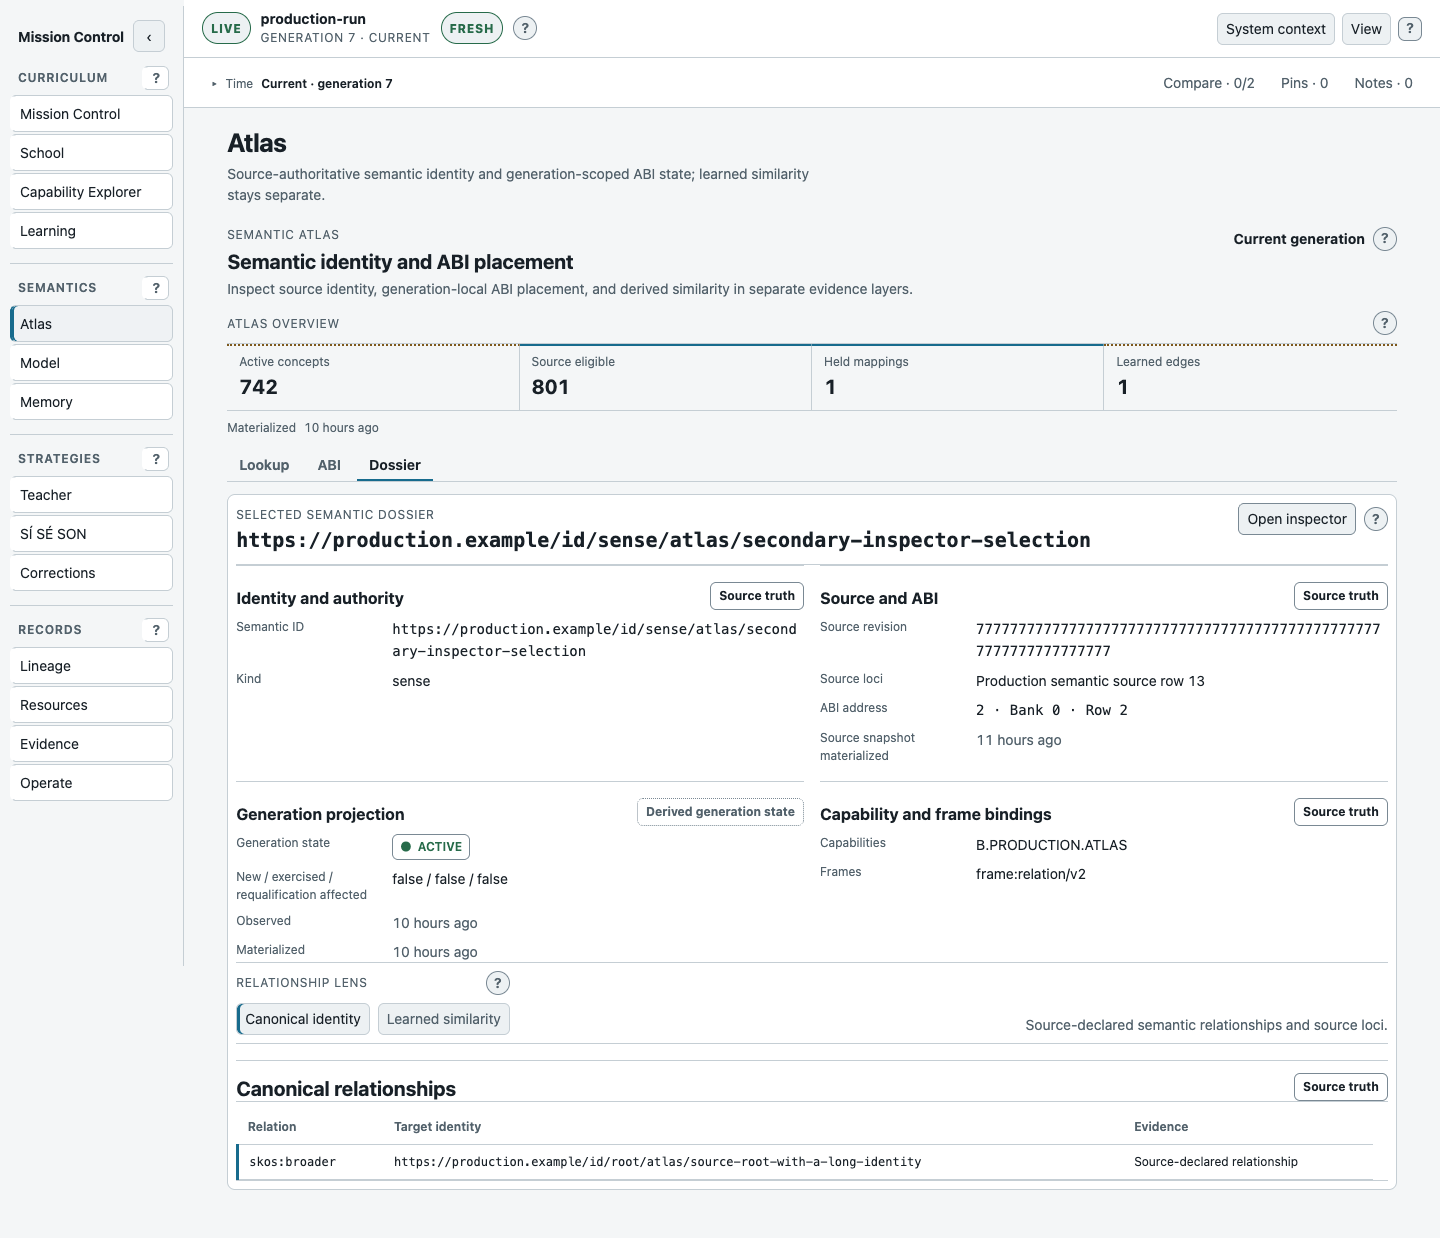 Mission Control
‹
CURRICULUM
?
Mission Control
School
Capability Explorer
Learning
SEMANTICS
?
Atlas
Model
Memory
STRATEGIES
?
Teacher
SÍ SÉ SON
Corrections
RECORDS
?
Lineage
Resources
Evidence
Operate
LIVE
production-run
GENERATION 7 · CURRENT
FRESH
?
System context
View
?
Time Current · generation 7
Compare · 0/2
Pins · 0
Notes · 0
Atlas
Source-authoritative semantic identity and generation-scoped ABI state; learned similarity
stays separate.
SEMANTIC ATLAS
Current generation
?
Semantic identity and ABI placement
Inspect source identity, generation-local ABI placement, and derived similarity in separate evidence layers.
ATLAS OVERVIEW
?
Active concepts
742
Source eligible
801
Held mappings
1
Learned edges
1
Materialized 10 hours ago
Lookup
ABI
Dossier
SELECTED SEMANTIC DOSSIER
Open inspector
?
https://production.example/id/sense/atlas/secondary-inspector-selection
Identity and authority
Source truth
Semantic ID
https://production.example/id/sense/atlas/second
ary-inspector-selection
Kind
sense
Source and ABI
Source truth
Source revision
777777777777777777777777777777777777777777777777
7777777777777777
Source loci
Production semantic source row 13
ABI address
2 · Bank 0 · Row 2
Source snapshot
materialized
11 hours ago
Generation projection
Derived generation state
Generation state
ACTIVE
New / exercised /
requalification affected
false / false / false
Observed
10 hours ago
Materialized
10 hours ago
Capability and frame bindings
Source truth
Capabilities
B.PRODUCTION.ATLAS
Frames
frame:relation/v2
RELATIONSHIP LENS
?
Canonical identity
Learned similarity
Source-declared semantic relationships and source loci.
Canonical relationships
Source truth
Relation
Target identity
Evidence
skos:broader
https://production.example/id/root/atlas/source-root-with-a-long-identity
Source-declared relationship